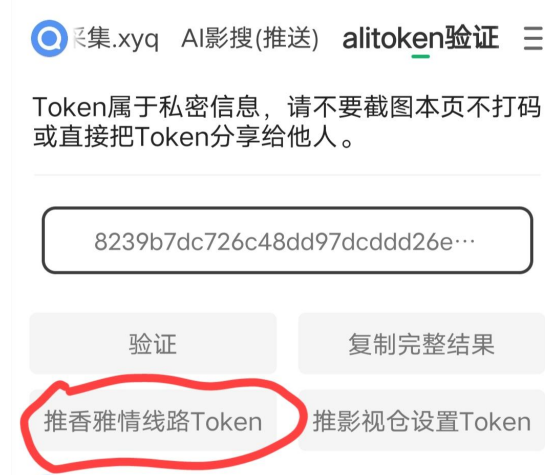 采集.xyq AI影搜(推送) alitoken验证
Token属于私密信息，请不要截图本页不打码
或直接把Token分享给他人。
8239b7dc726c48dd97dcddd26e…
验证 复制完整结果
推香雅情线路Token 推影视仓设置Token